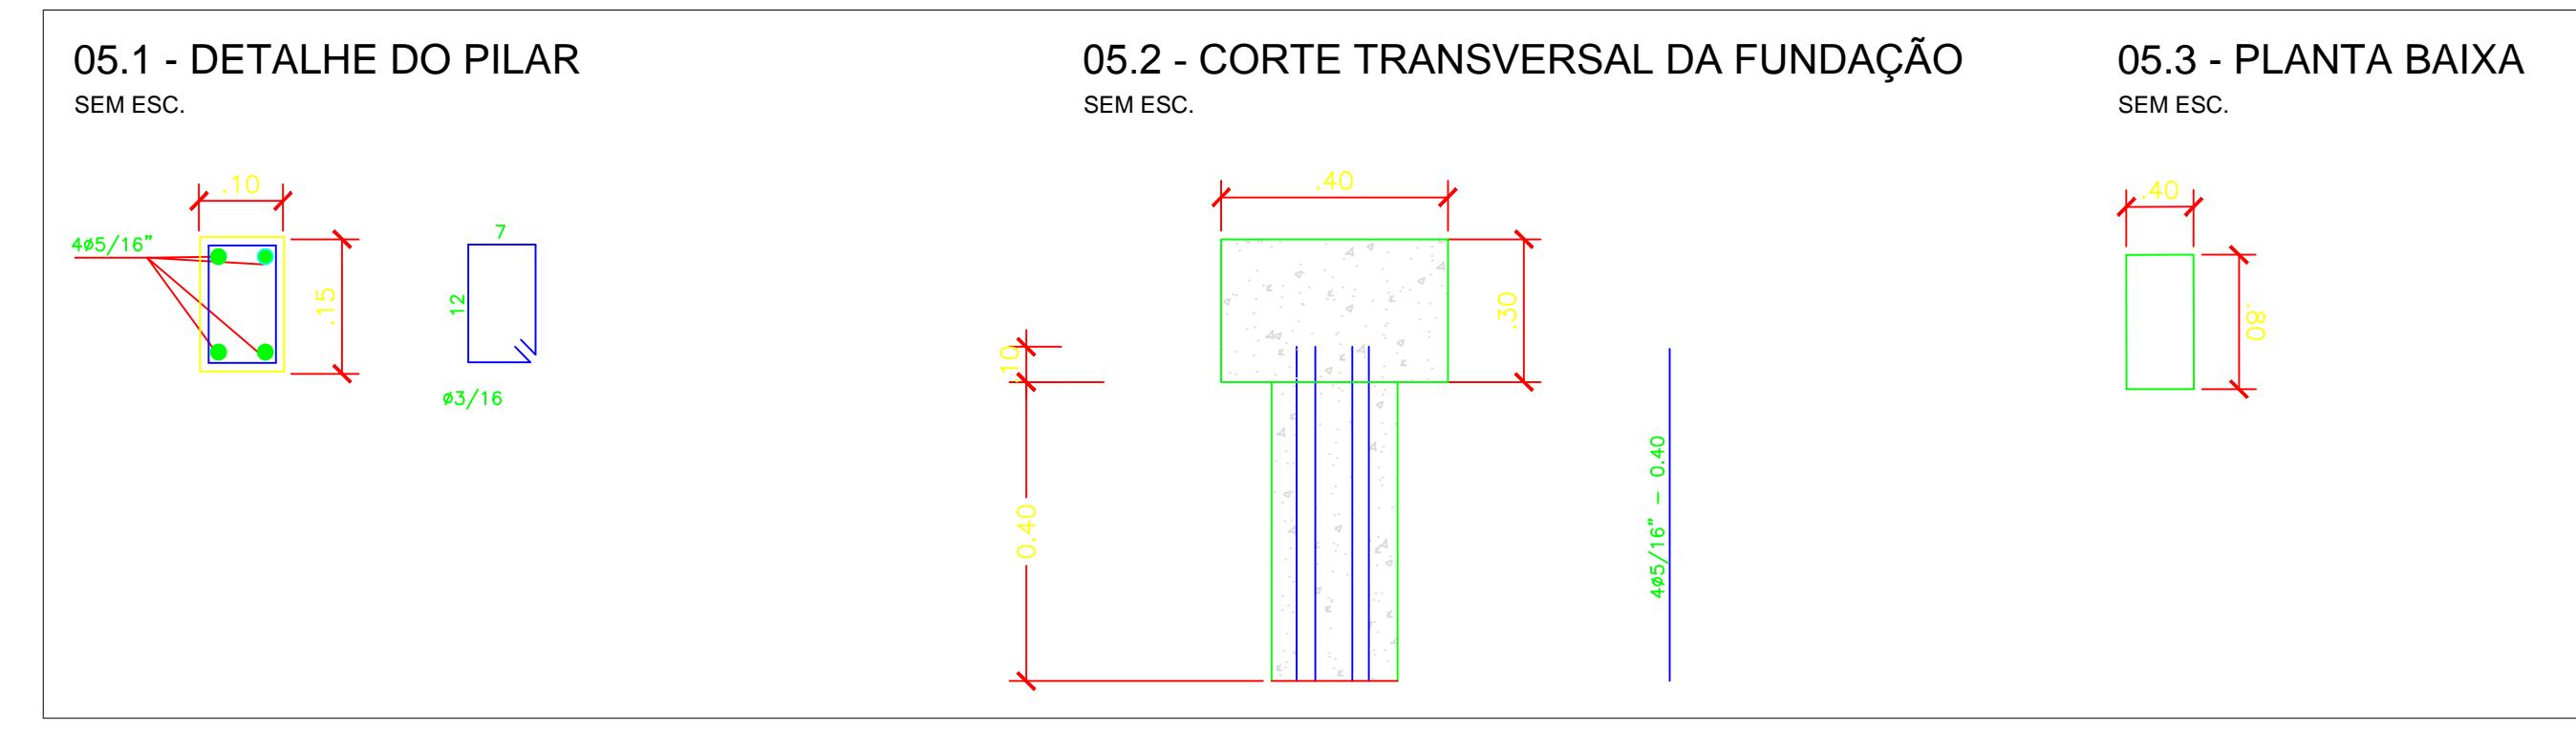 05.1 - DETALHE DO PILAR
SEM ESC.
.10
4ø5/16"
.15
7
12
ø3/16
05.2 - CORTE TRANSVERSAL DA FUNDAÇÃO
SEM ESC.
.40
.30
.10
0.40
4ø5/16" - 0.40
05.3 - PLANTA BAIXA
SEM ESC.
.40
.80